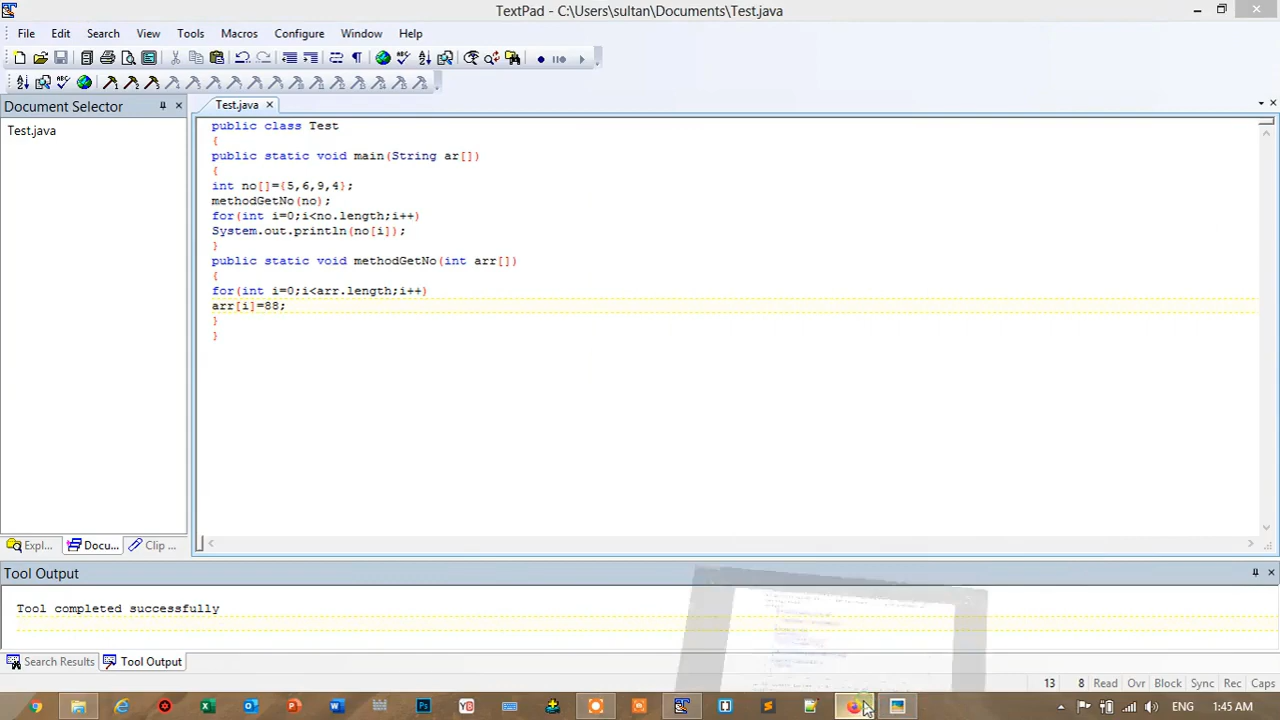 TextPad - C:\Users\sultan\Documents\Test.java
File Edit Search View Tools Macros Configure Window Help
Document Selector
Test.java
Test.java
public class Test
{
public static void main(String ar[])
{
int no[]={5,6,9,4};
methodGetNo(no);
for(int i=0;i<no.length;i++)
System.out.println(no[i]);
}
public static void methodGetNo(int arr[])
{
for(int i=0;i<arr.length;i++)
arr[i]=88;
}
}
Expl... Docu... Clip ...
Tool Output
Tool completed successfully
Search Results Tool Output
13 8 Read Ovr Block Sync Rec Caps
ENG 1:45 AM